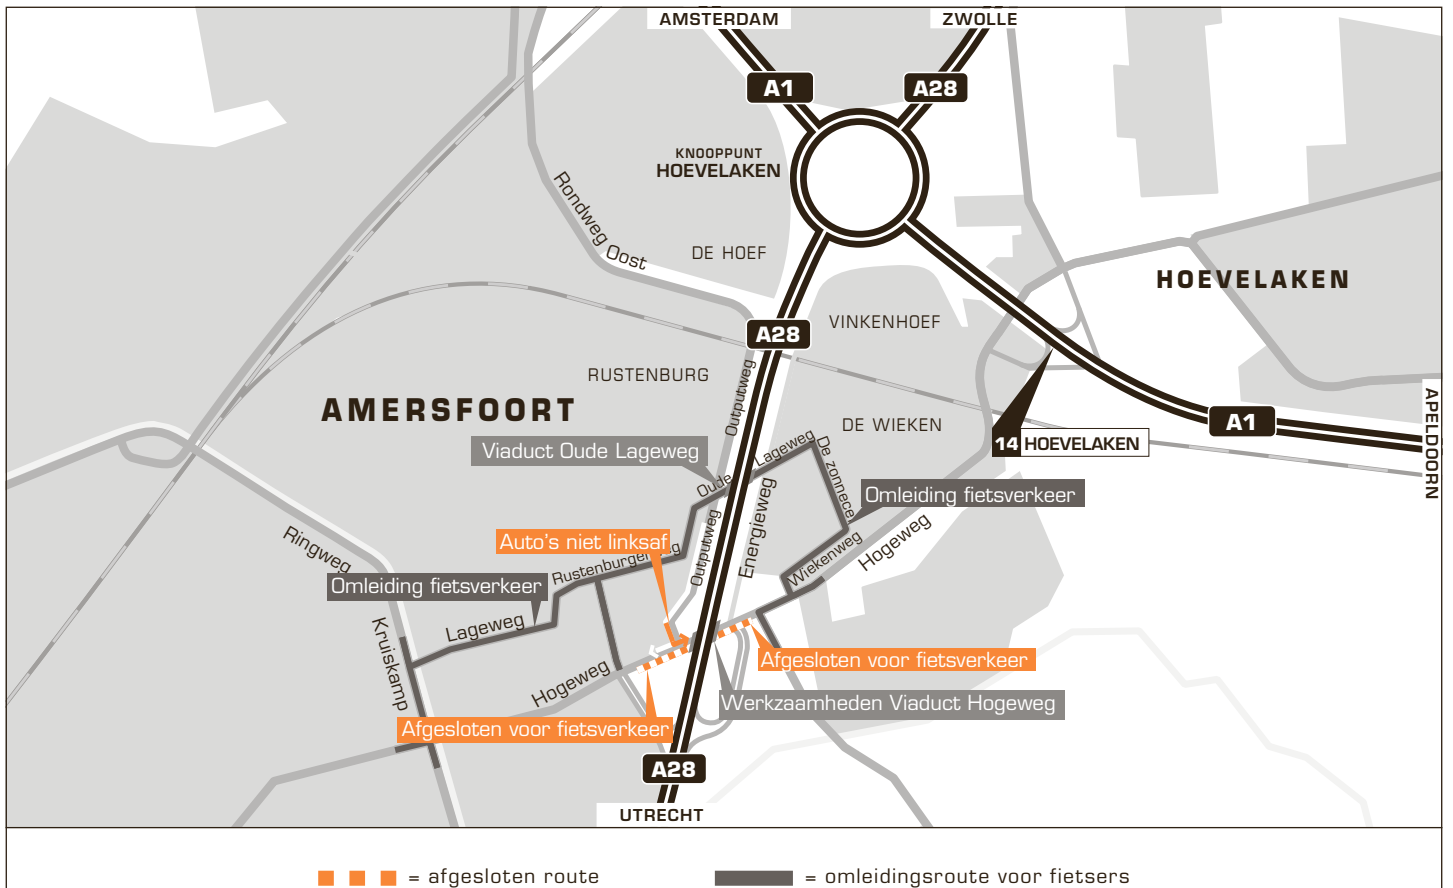 AMSTERDAM
ZWOLLE
A1
A28
KNOOPPUNT
HOEVELAKEN
Rondweg Oost
DE HOEF
HOEVELAKEN
VINKENHOEF
A28
RUSTENBURG
Outputweg
AMERSFOORT
DE WIEKEN
A1
APELDOORN
14 HOEVELAKEN
Viaduct Oude Lageweg
Oude Lageweg
De zonnecel
Omleiding fietsverkeer
Energieweg
Outputweg
Hogeweg
Ringweg
Auto's niet linksaf
Wiekenweg
Omleiding fietsverkeer
Lageweg
Kruiskamp
Hogeweg
Afgesloten voor fietsverkeer
Werkzaamheden Viaduct Hogeweg
Afgesloten voor fietsverkeer
A28
UTRECHT
= afgesloten route
= omleidingsroute voor fietsers